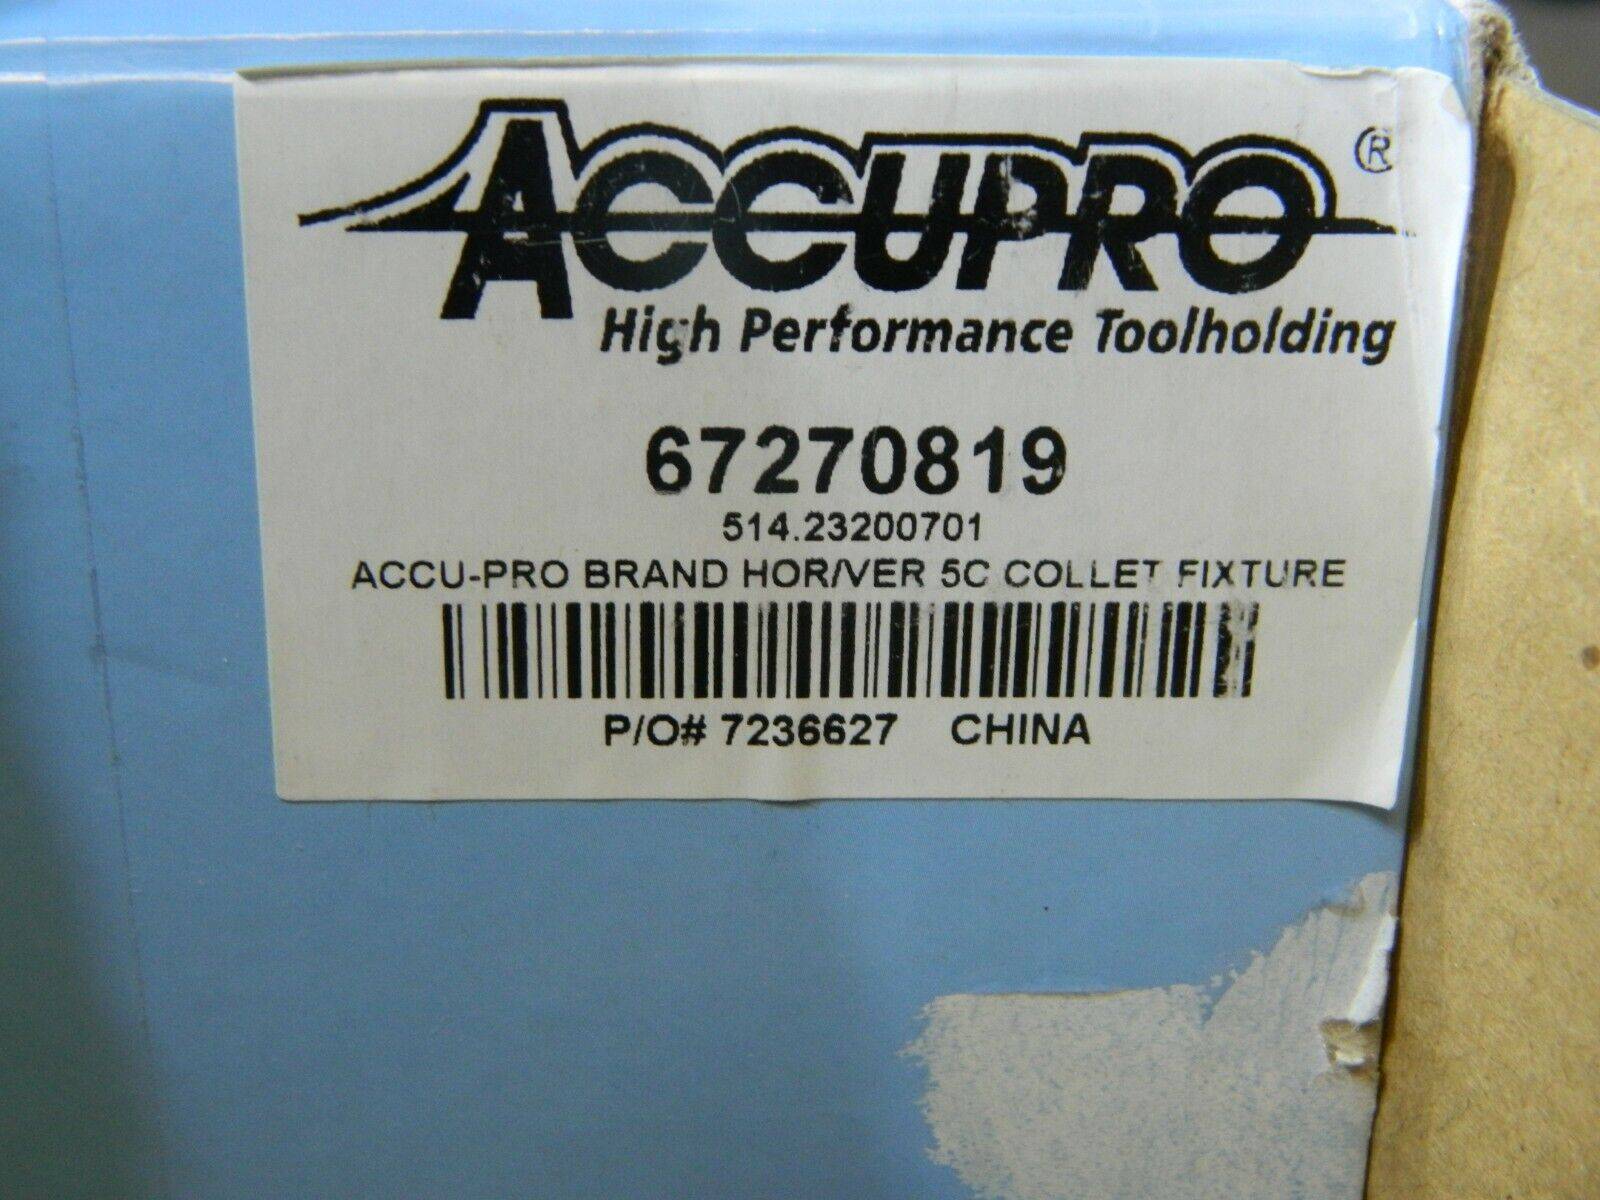 ACCUPRO®
High Performance Toolholding
67270819
514.23200701
ACCU-PRO BRAND HOR/VER 5C COLLET FIXTURE
P/O# 7236627 CHINA